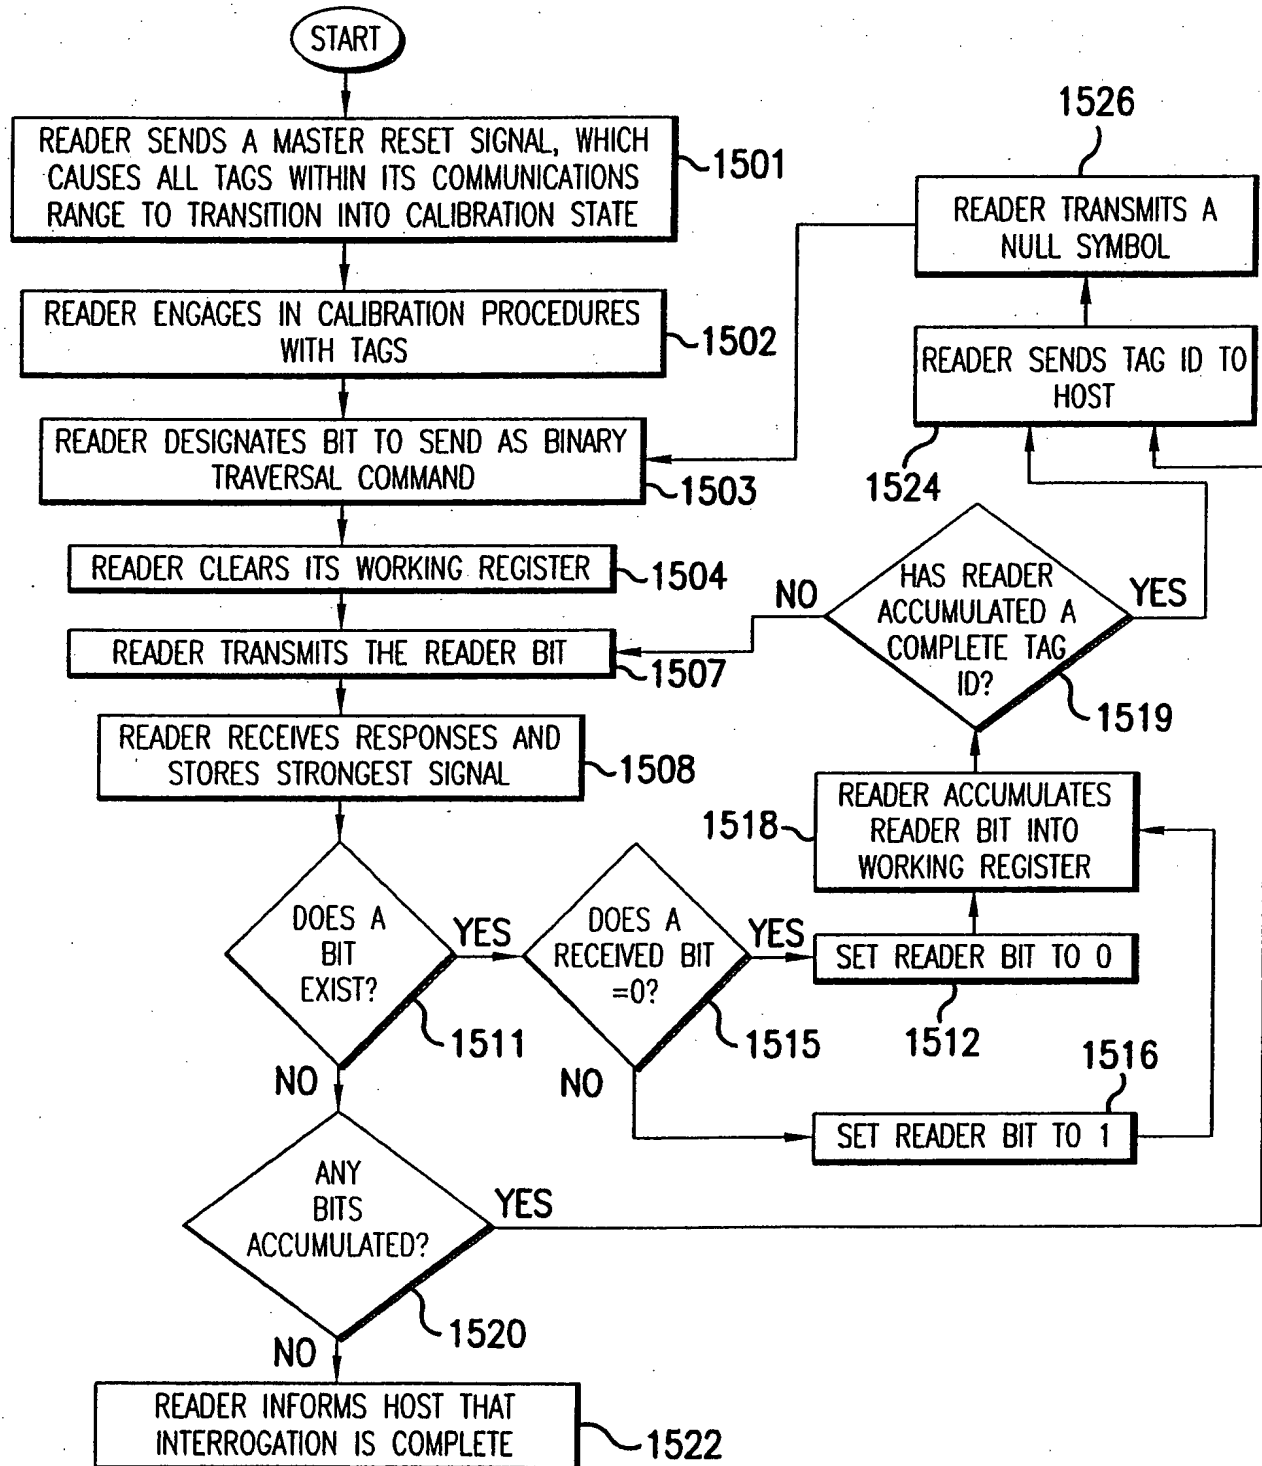 START
READER SENDS A MASTER RESET SIGNAL, WHICH
CAUSES ALL TAGS WITHIN ITS COMMUNICATIONS
RANGE TO TRANSITION INTO CALIBRATION STATE
1501
READER ENGAGES IN CALIBRATION PROCEDURES
WITH TAGS
1502
READER DESIGNATES BIT TO SEND AS BINARY
TRAVERSAL COMMAND
1503
READER CLEARS ITS WORKING REGISTER
1504
READER TRANSMITS THE READER BIT
1507
READER RECEIVES RESPONSES AND
STORES STRONGEST SIGNAL
1508
DOES A
BIT
EXIST?
1511
YES
NO
DOES A
RECEIVED BIT
=0?
1515
YES
NO
SET READER BIT TO 0
1512
SET READER BIT TO 1
1516
READER ACCUMULATES
READER BIT INTO
WORKING REGISTER
1518
HAS READER
ACCUMULATED A
COMPLETE TAG
ID?
1519
NO
YES
READER SENDS TAG ID TO
HOST
1524
READER TRANSMITS A
NULL SYMBOL
1526
ANY
BITS
ACCUMULATED?
1520
YES
NO
READER INFORMS HOST THAT
INTERROGATION IS COMPLETE
1522